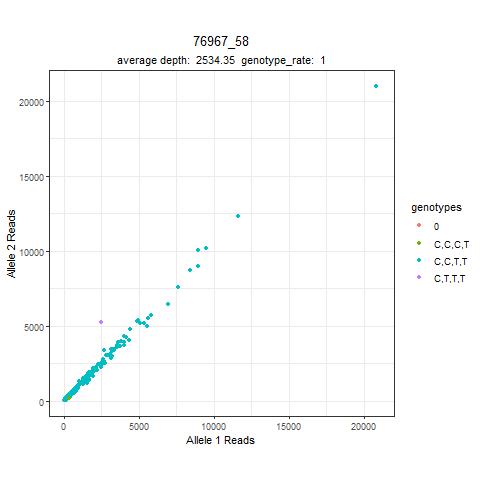 76967_58
average depth: 2534.35 genotype_rate: 1
20000
15000
10000
5000
0
0 5000 10000 15000 20000
Allele 1 Reads
Allele 2 Reads
genotypes
0
C,C,C,T
C,C,T,T
C,T,T,T